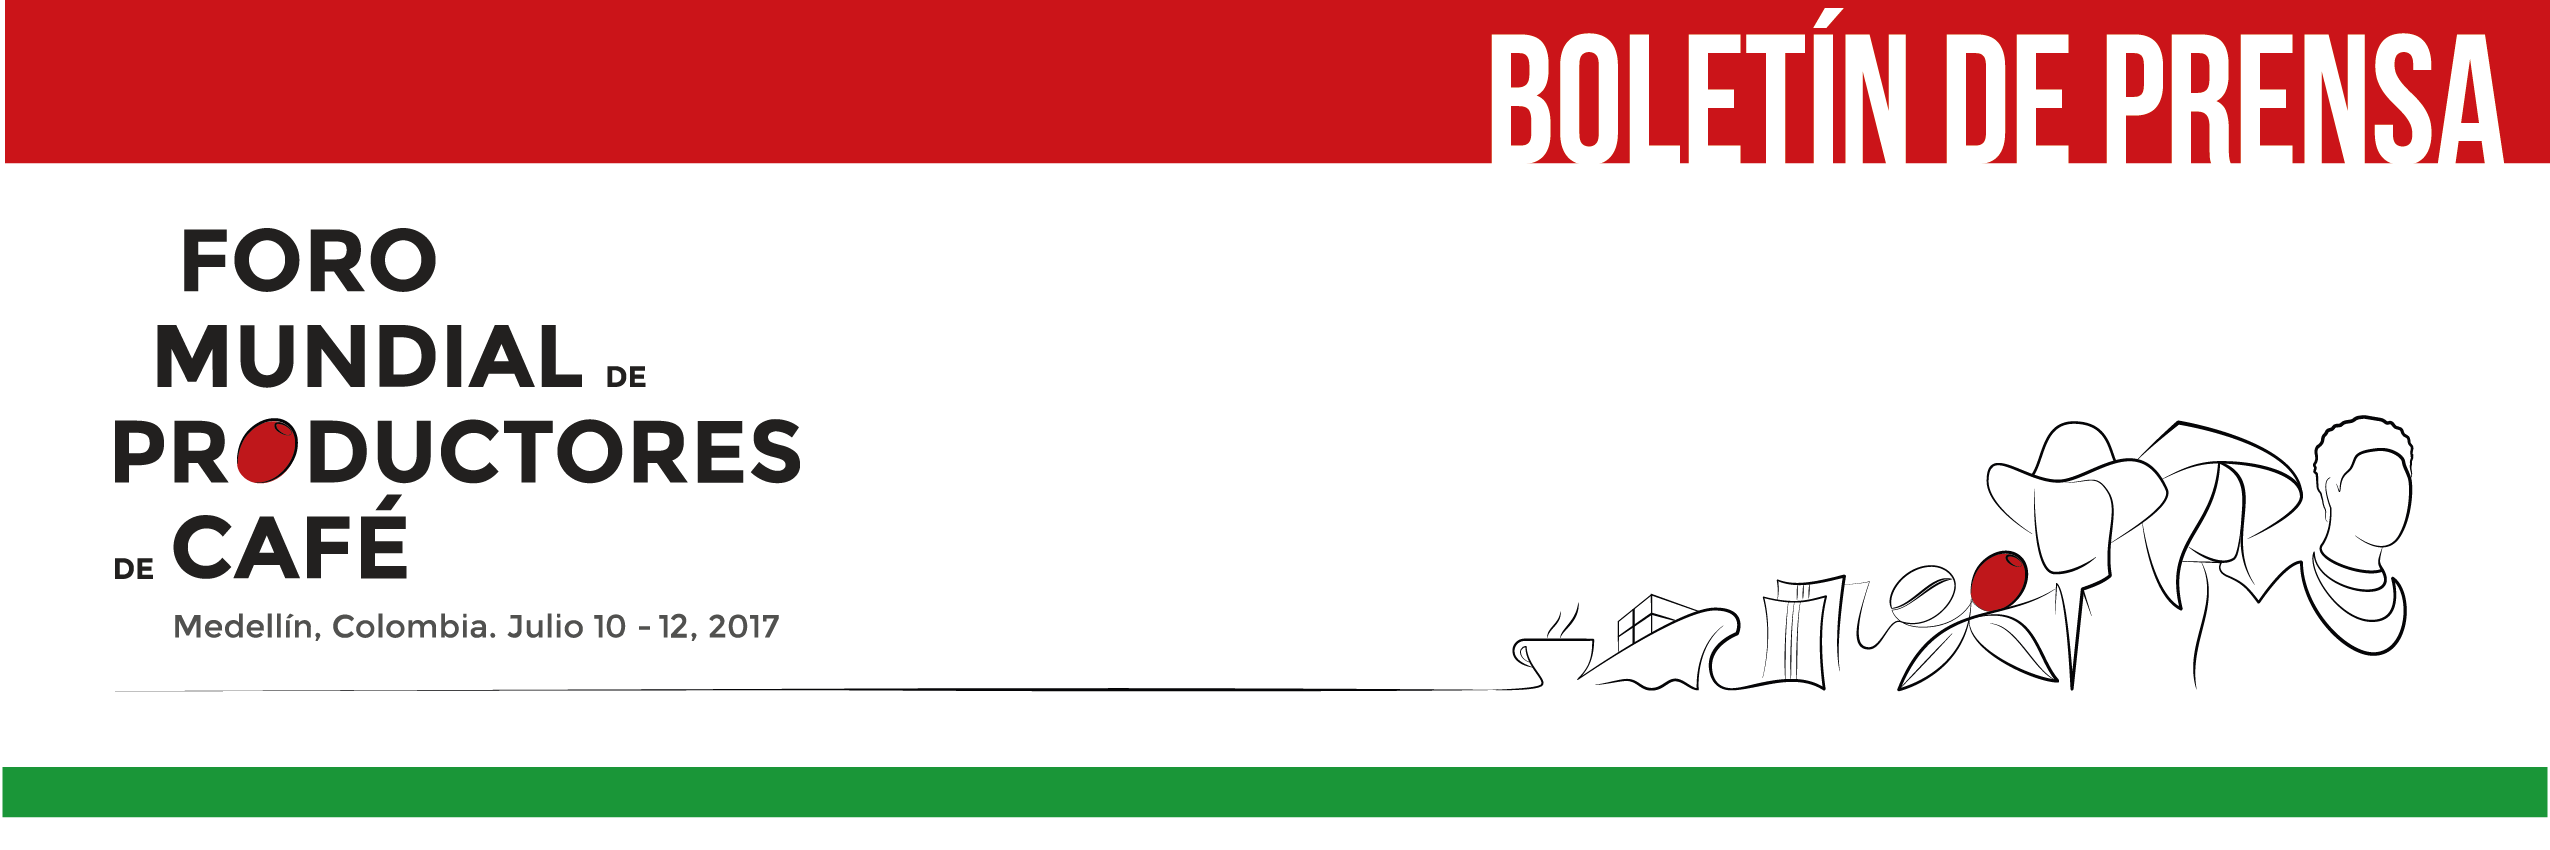 BOLETÍN DE PRENSA
FORO
MUNDIAL DE
PRODUCTORES
DE CAFÉ
Medellín, Colombia. Julio 10 - 12, 2017